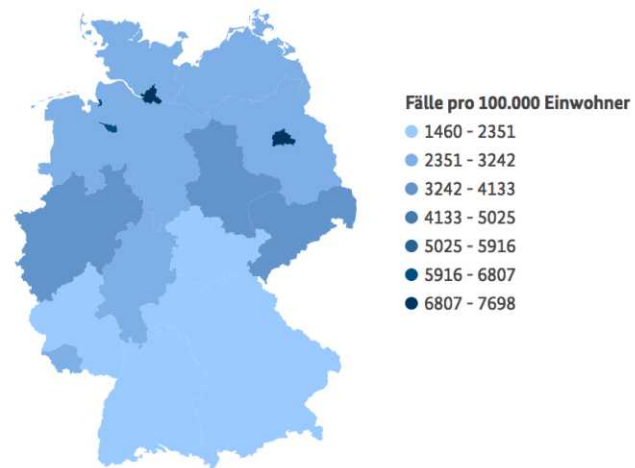 Fälle pro 100.000 Einwohner
1460 - 2351
2351 - 3242
3242 - 4133
4133 - 5025
5025 - 5916
5916 - 6807
6807 - 7698